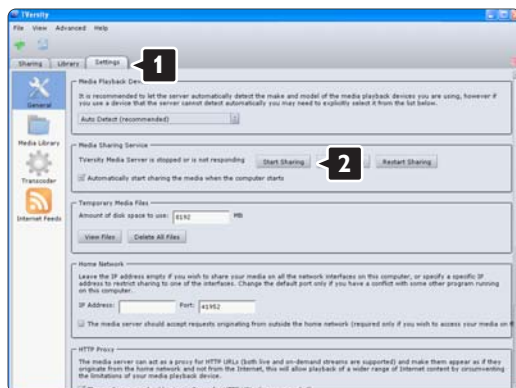 TVersity
File View Advanced Help
Sharing Library Settings
1
General
Media Library
Transcoder
Internet Feeds
Media Playback Dev
It is recommended to let the server automatically detect the make and model of the media playback devices you are using, however if
you use a device that the server cannot detect automatically you may need to explicitly select it from the list below.
Auto Detect (recommended)
Media Sharing Service
TVersity Media Server is stopped or is not responding Start Sharing 2 Restart Sharing
Automatically start sharing the media when the computer starts
Temporary Media Files
Amount of disk space to use: 8192 MB
View Files Delete All Files
Home Network
Leave the IP address empty if you wish to share your media on all the network interfaces on this computer, or specify a specific IP
address to restrict sharing to one of the interfaces. Change the default port only if you have a conflict with some other program running
on this computer.
IP Address: Port: 41952
The media server should accept requests originating from outside the home network (required only if you wish to access your media on
HTTP Proxy
The media server can act as a proxy for HTTP URLs (both live and on-demand streams are supported) and make them appear as if they
originate from the home network and not from the Internet, this will allow playback of a wider range of Internet content by circumventing
the limitations of your media playback device.